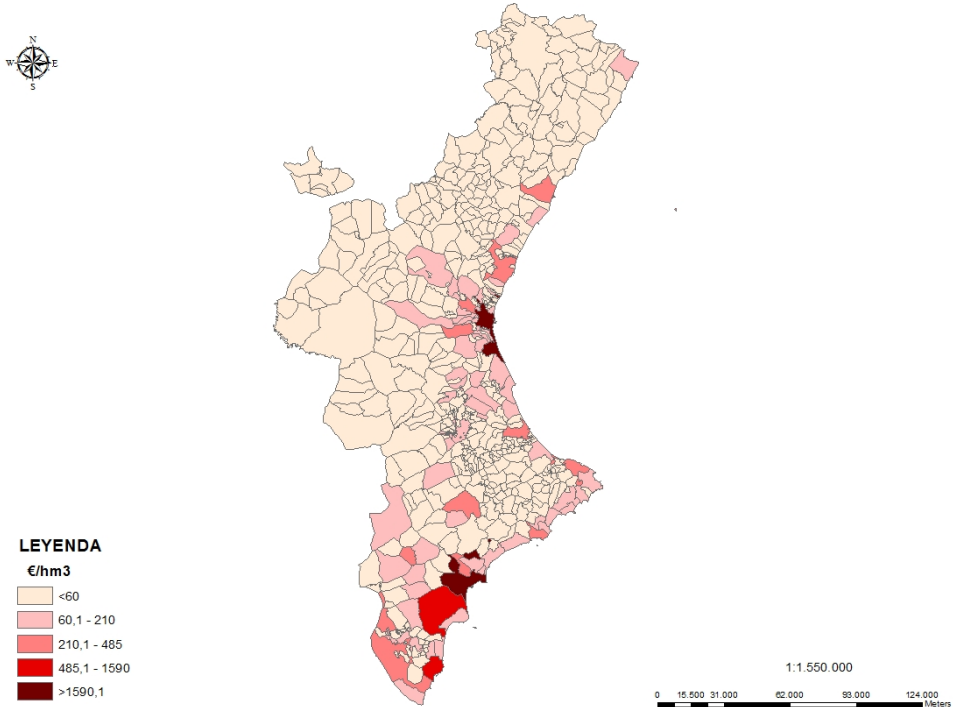 N
W E
S
LEYENDA
€/hm3
<60
60,1 - 210
210,1 - 485
485,1 - 1590
>1590,1
1:1.550.000
0 15.500 31.000 62.000 93.000 124.000
Meters